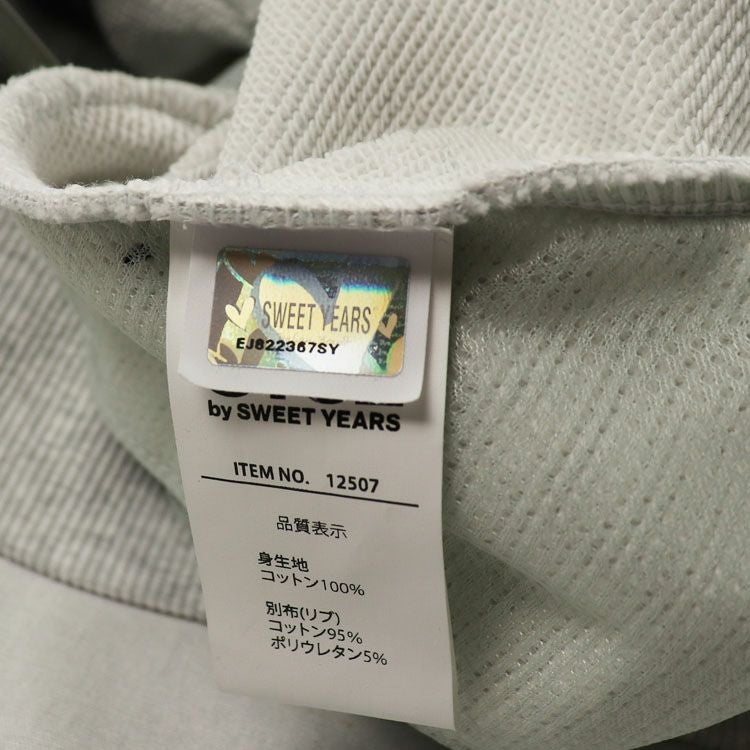 SWEET YEARS
EJ822367SY
by SWEET YEARS
ITEM NO. 12507
品質表示
身生地
コットン100%
別布(リブ)
コットン95%
ポリウレタン5%